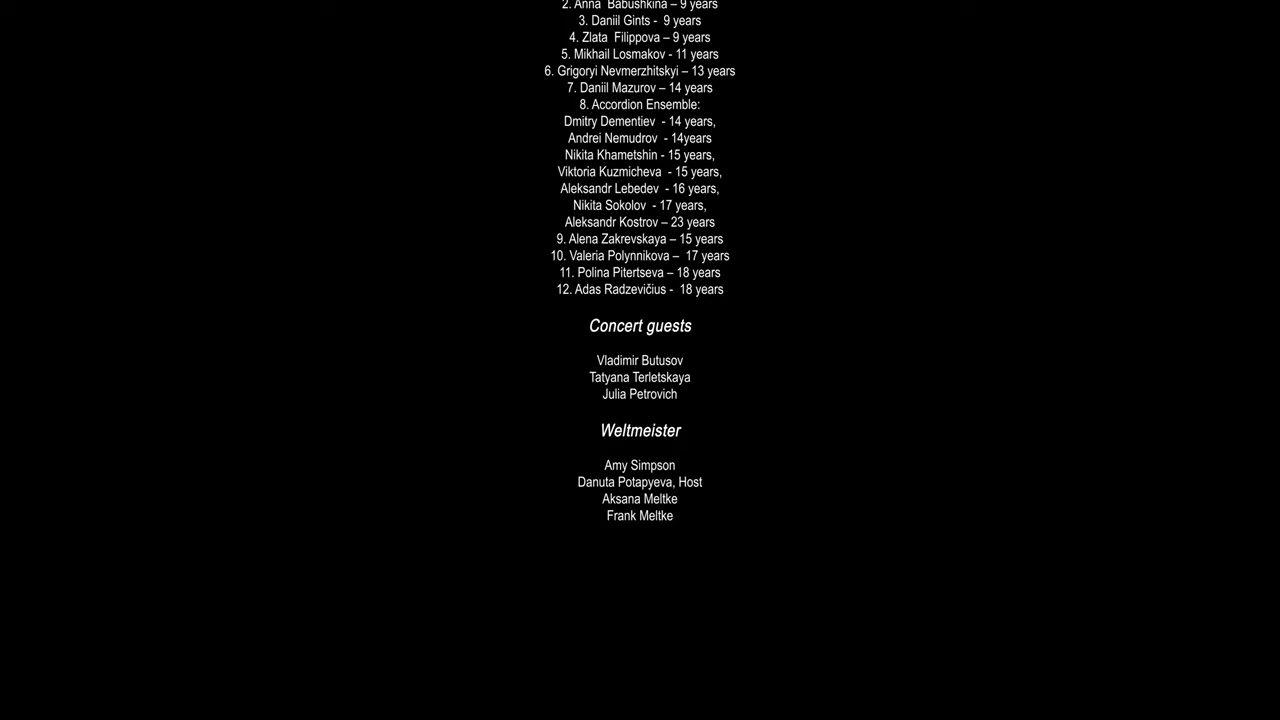 2. Anna  Babushkina – 9 years
3. Daniil Gints -  9 years
4. Zlata  Filippova – 9 years
5. Mikhail Losmakov - 11 years
6. Grigoryi Nevmerzhitskyi – 13 years
7. Daniil Mazurov – 14 years
8. Accordion Ensemble:
Dmitry Dementiev  - 14 years,
Andrei Nemudrov  - 14years
Nikita Khametshin - 15 years,
Viktoria Kuzmicheva  - 15 years,
Aleksandr Lebedev  - 16 years,
Nikita Sokolov  - 17 years,
Aleksandr Kostrov – 23 years
9. Alena Zakrevskaya – 15 years
10. Valeria Polynnikova –  17 years
11. Polina Pitertseva – 18 years
12. Adas Radzevičius -  18 years
Concert guests
Vladimir Butusov
Tatyana Terletskaya
Julia Petrovich
Weltmeister
Amy Simpson
Danuta Potapyeva, Host
Aksana Meltke
Frank Meltke